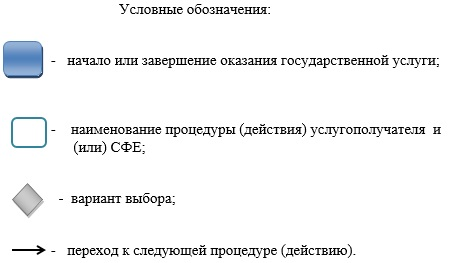 Условные обозначения:
- начало или завершение оказания государственной услуги;
- наименование процедуры (действия) услугополучателя и
(или) СФЕ;
- вариант выбора;
- переход к следующей процедуре (действию).